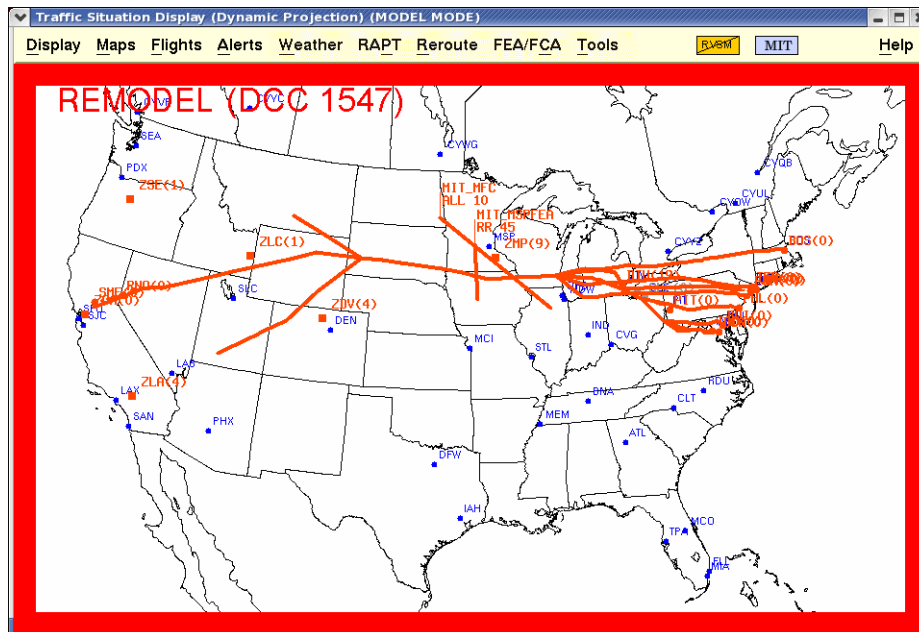 Traffic Situation Display (Dynamic Projection) (MODEL MODE)
Display Maps Flights Alerts Weather RAPT Reroute FEA/FCA Tools RVSM MIT Help
REMODEL (DCC 1547)
SEA
CYWG
CYQB
PDX
ZSE(1)
MIT_MFC
ALL 10
CYUL
CYOW
MIT_MSPFEA
RR 45
MSP
ZMP(9)
CYYZ
BOS(0)
ZLC(1)
RNO(0)
SLC
ZDV(4)
DEN
SJC
IND
CVG
MCI
STL
LAS
ZLA(4)
LAX
SAN
PHX
BNA
RDU
CLT
MEM
ATL
DFW
IAH
MCO
TPA
MIA